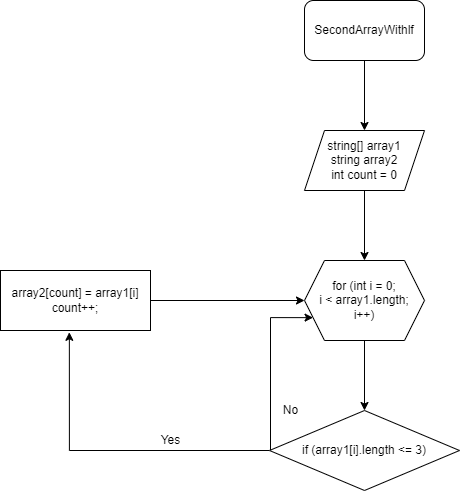 SecondArrayWithIf
string[] array1
string array2
int count = 0
for (int i = 0;
i < array1.length;
i++)
array2[count] = array1[i]
count++;
No
Yes
if (array1[i].length <= 3)